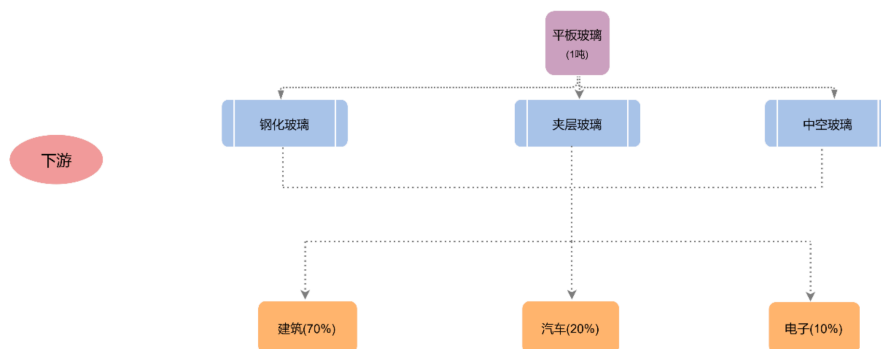 平板玻璃
(1吨)
钢化玻璃
夹层玻璃
中空玻璃
下游
建筑(70%)
汽车(20%)
电子(10%)